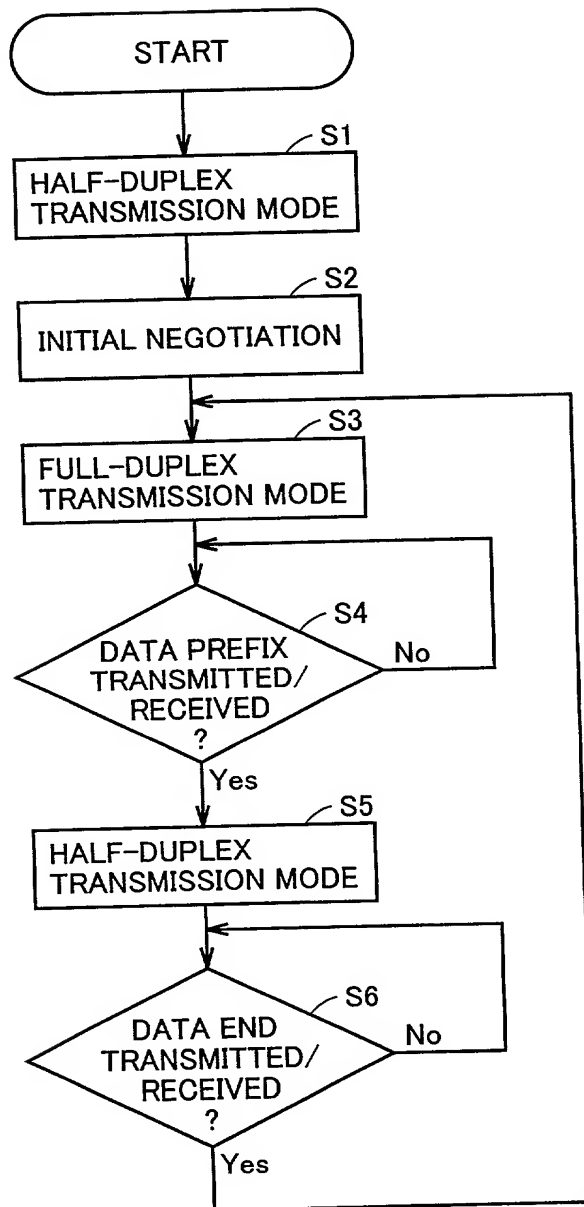 START
S1
HALF-DUPLEX
TRANSMISSION MODE
S2
INITIAL NEGOTIATION
S3
FULL-DUPLEX
TRANSMISSION MODE
S4
DATA PREFIX
TRANSMITTED/
RECEIVED
?
No
Yes
S5
HALF-DUPLEX
TRANSMISSION MODE
S6
DATA END
TRANSMITTED/
RECEIVED
?
No
Yes